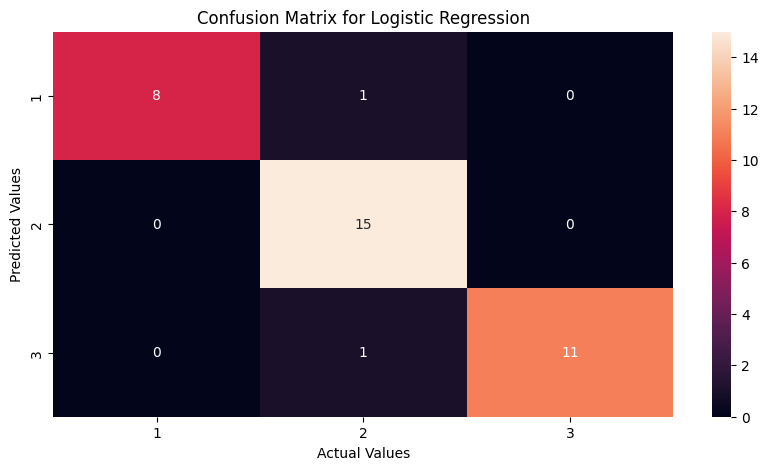 Confusion Matrix for Logistic Regression
Predicted Values
1 8 1 0
2 0 15 0
3 0 1 11
1 2 3
Actual Values
14
12
10
8
6
4
2
0